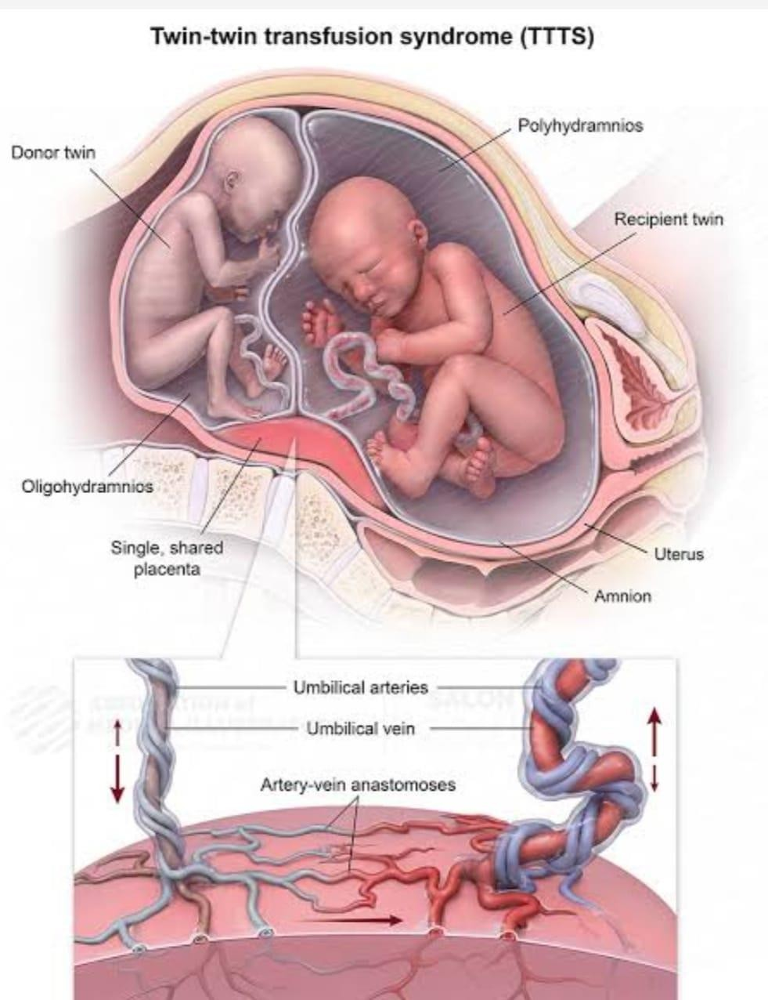 Twin-twin transfusion syndrome (TTTS)
Polyhydramnios
Donor twin
Recipient twin
Oligohydramnios
Single, shared
placenta
Uterus
Amnion
Umbilical arteries
SALON
Umbilical vein
Artery-vein anastomoses